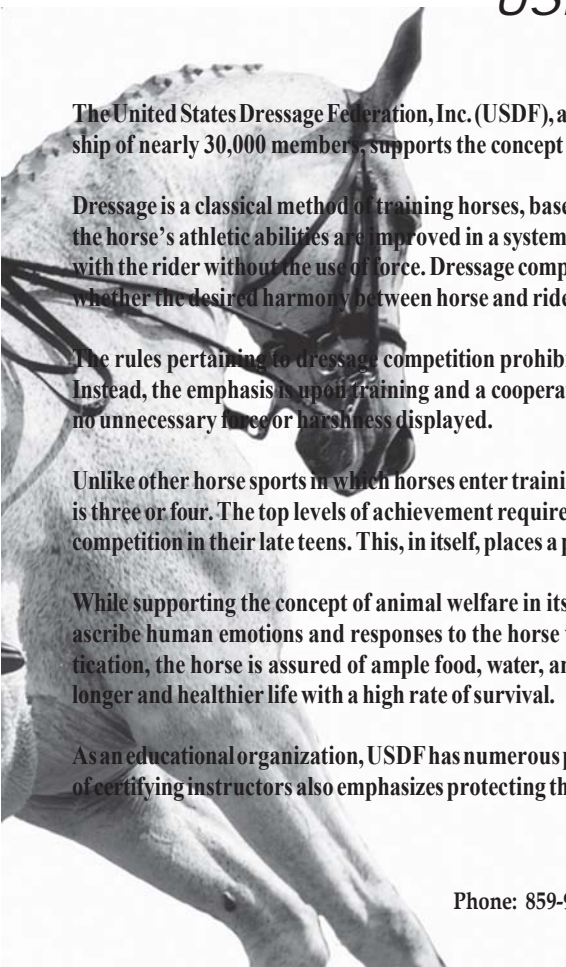 USD
The United States Dressage Federation, Inc. (USDF), a
ship of nearly 30,000 members, supports the concept
Dressage is a classical method of training horses, base
the horse's athletic abilities are improved in a system
with the rider without the use of force. Dressage comp
whether the desired harmony between horse and ride
The rules pertaining to dressage competition prohibi
Instead, the emphasis is upon training and a cooperat
no unnecessary force or harshness displayed.
Unlike other horse sports in which horses enter traini
is three or four. The top levels of achievement require
competition in their late teens. This, in itself, places a p
While supporting the concept of animal welfare in its
ascribe human emotions and responses to the horse
tication, the horse is assured of ample food, water, an
longer and healthier life with a high rate of survival.
As an educational organization, USDF has numerous p
of certifying instructors also emphasizes protecting th
Phone: 859-9